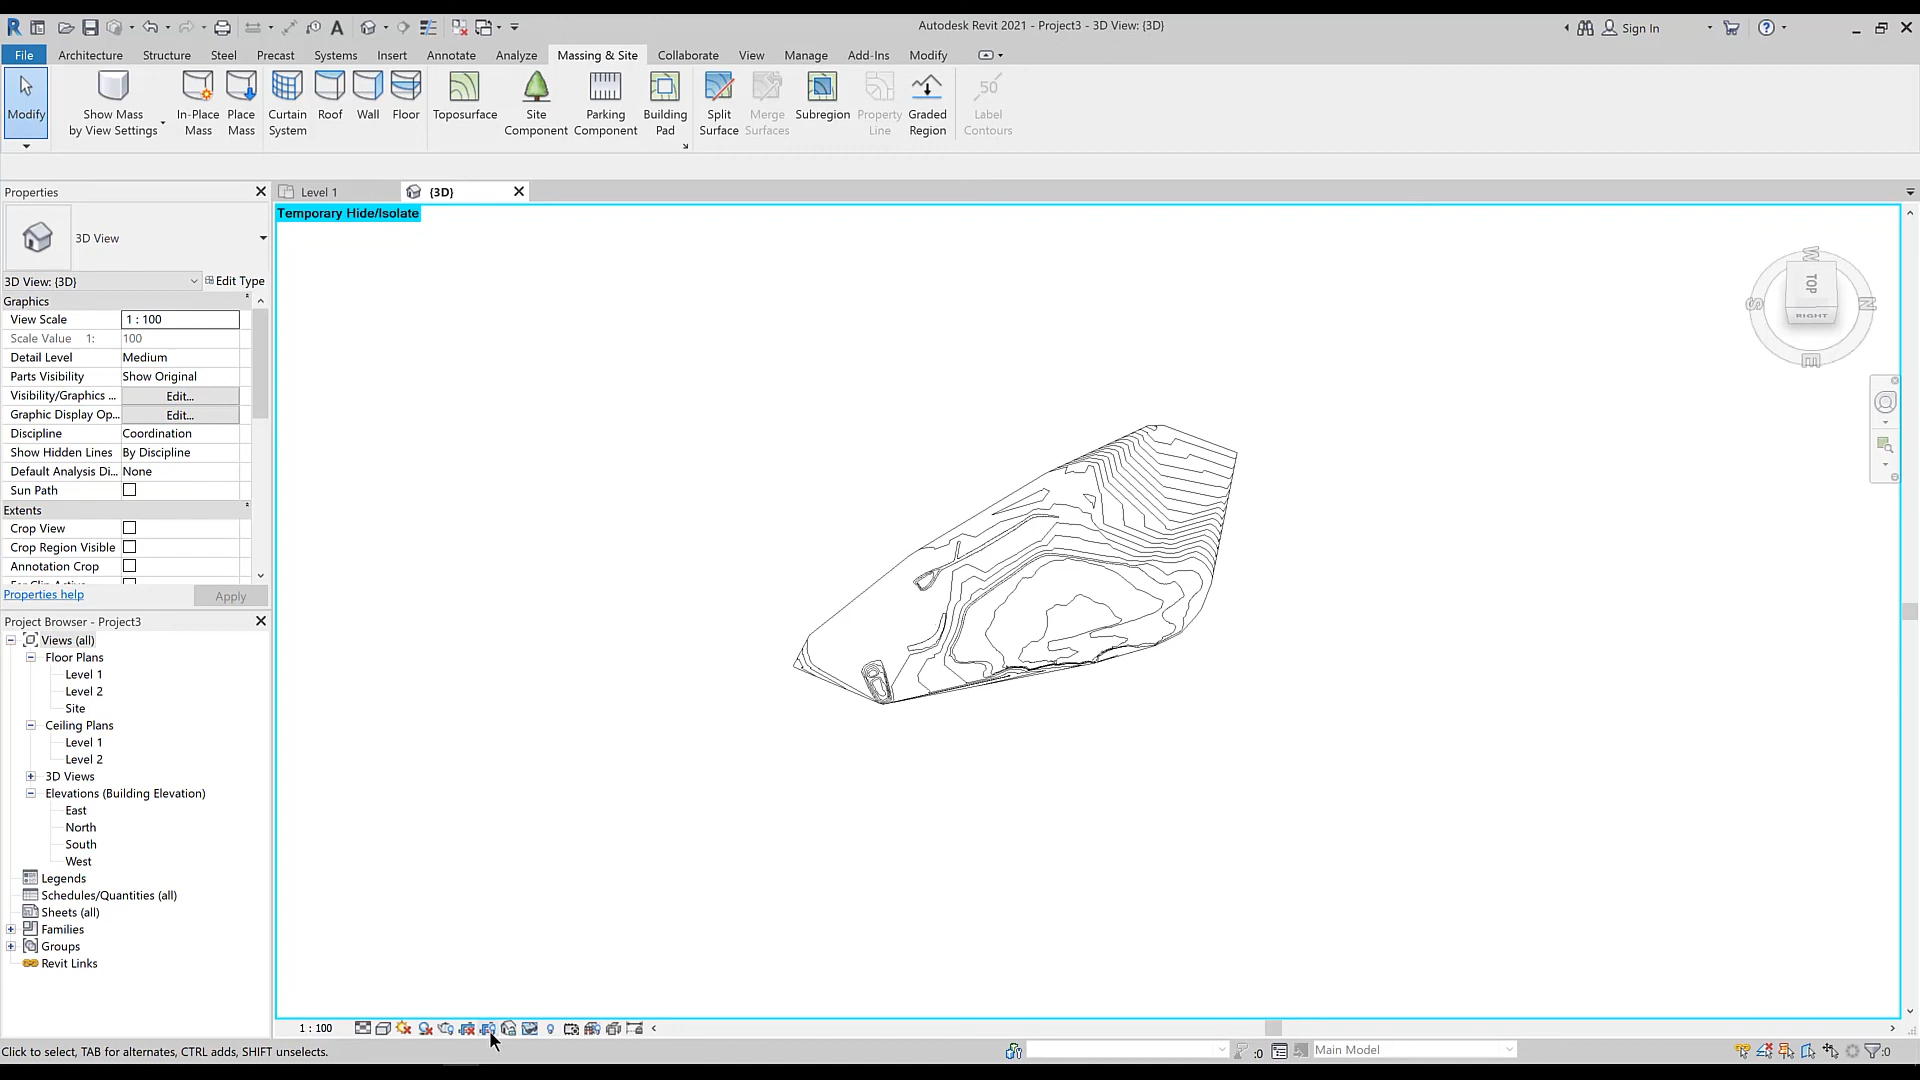 Autodesk Revit 2021 - Project3 - 3D View: {3D}
Sign In
File Architecture Structure Steel Precast Systems Insert Annotate Analyze Massing & Site Collaborate View Manage Add-Ins Modify
Modify
Show Mass by View Settings
In-Place Mass
Place Mass
Curtain System
Roof
Wall
Floor
Toposurface
Site Component
Parking Component
Building Pad
Split Surface
Merge Surfaces
Subregion
Property Line
Graded Region
50
Label Contours
Properties
Level 1
{3D}
Temporary Hide/Isolate
3D View
3D View: {3D}
Edit Type
Graphics
View Scale 1 : 100
Scale Value 1: 100
Detail Level Medium
Parts Visibility Show Original
Visibility/Graphics ... Edit...
Graphic Display Op... Edit...
Discipline Coordination
Show Hidden Lines By Discipline
Default Analysis Di... None
Sun Path
Extents
Crop View
Crop Region Visible
Annotation Crop
Properties help
Apply
Project Browser - Project3
Views (all)
Floor Plans
Level 1
Level 2
Site
Ceiling Plans
Level 1
Level 2
3D Views
Elevations (Building Elevation)
East
North
South
West
Legends
Schedules/Quantities (all)
Sheets (all)
Families
Groups
Revit Links
W
TOP
S
N
RIGHT
E
1 : 100
Click to select, TAB for alternates, CTRL adds, SHIFT unselects.
:0
Main Model
:0